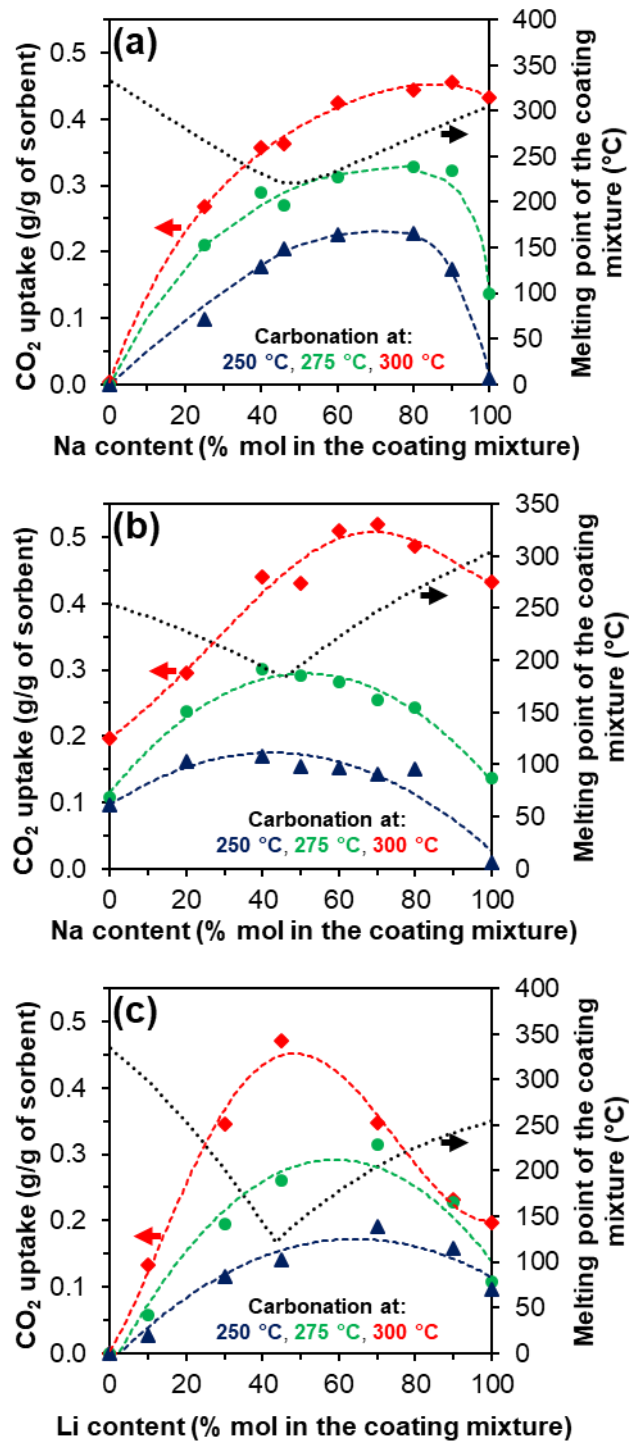 (a)
CO2 uptake (g/g of sorbent)
0.5
0.4
0.3
0.2
0.1
0.0
400
350
300
250
200
150
100
50
0
Melting point of the coating
mixture (°C)
Carbonation at:
250 °C, 275 °C, 300 °C
0 20 40 60 80 100
Na content (% mol in the coating mixture)
(b)
CO2 uptake (g/g of sorbent)
0.5
0.4
0.3
0.2
0.1
0.0
350
300
250
200
150
100
50
0
Melting point of the coating
mixture (°C)
Carbonation at:
250 °C, 275 °C, 300 °C
0 20 40 60 80 100
Na content (% mol in the coating mixture)
(c)
CO2 uptake (g/g of sorbent)
0.5
0.4
0.3
0.2
0.1
0.0
400
350
300
250
200
150
100
50
0
Melting point of the coating
mixture (°C)
Carbonation at:
250 °C, 275 °C, 300 °C
0 20 40 60 80 100
Li content (% mol in the coating mixture)